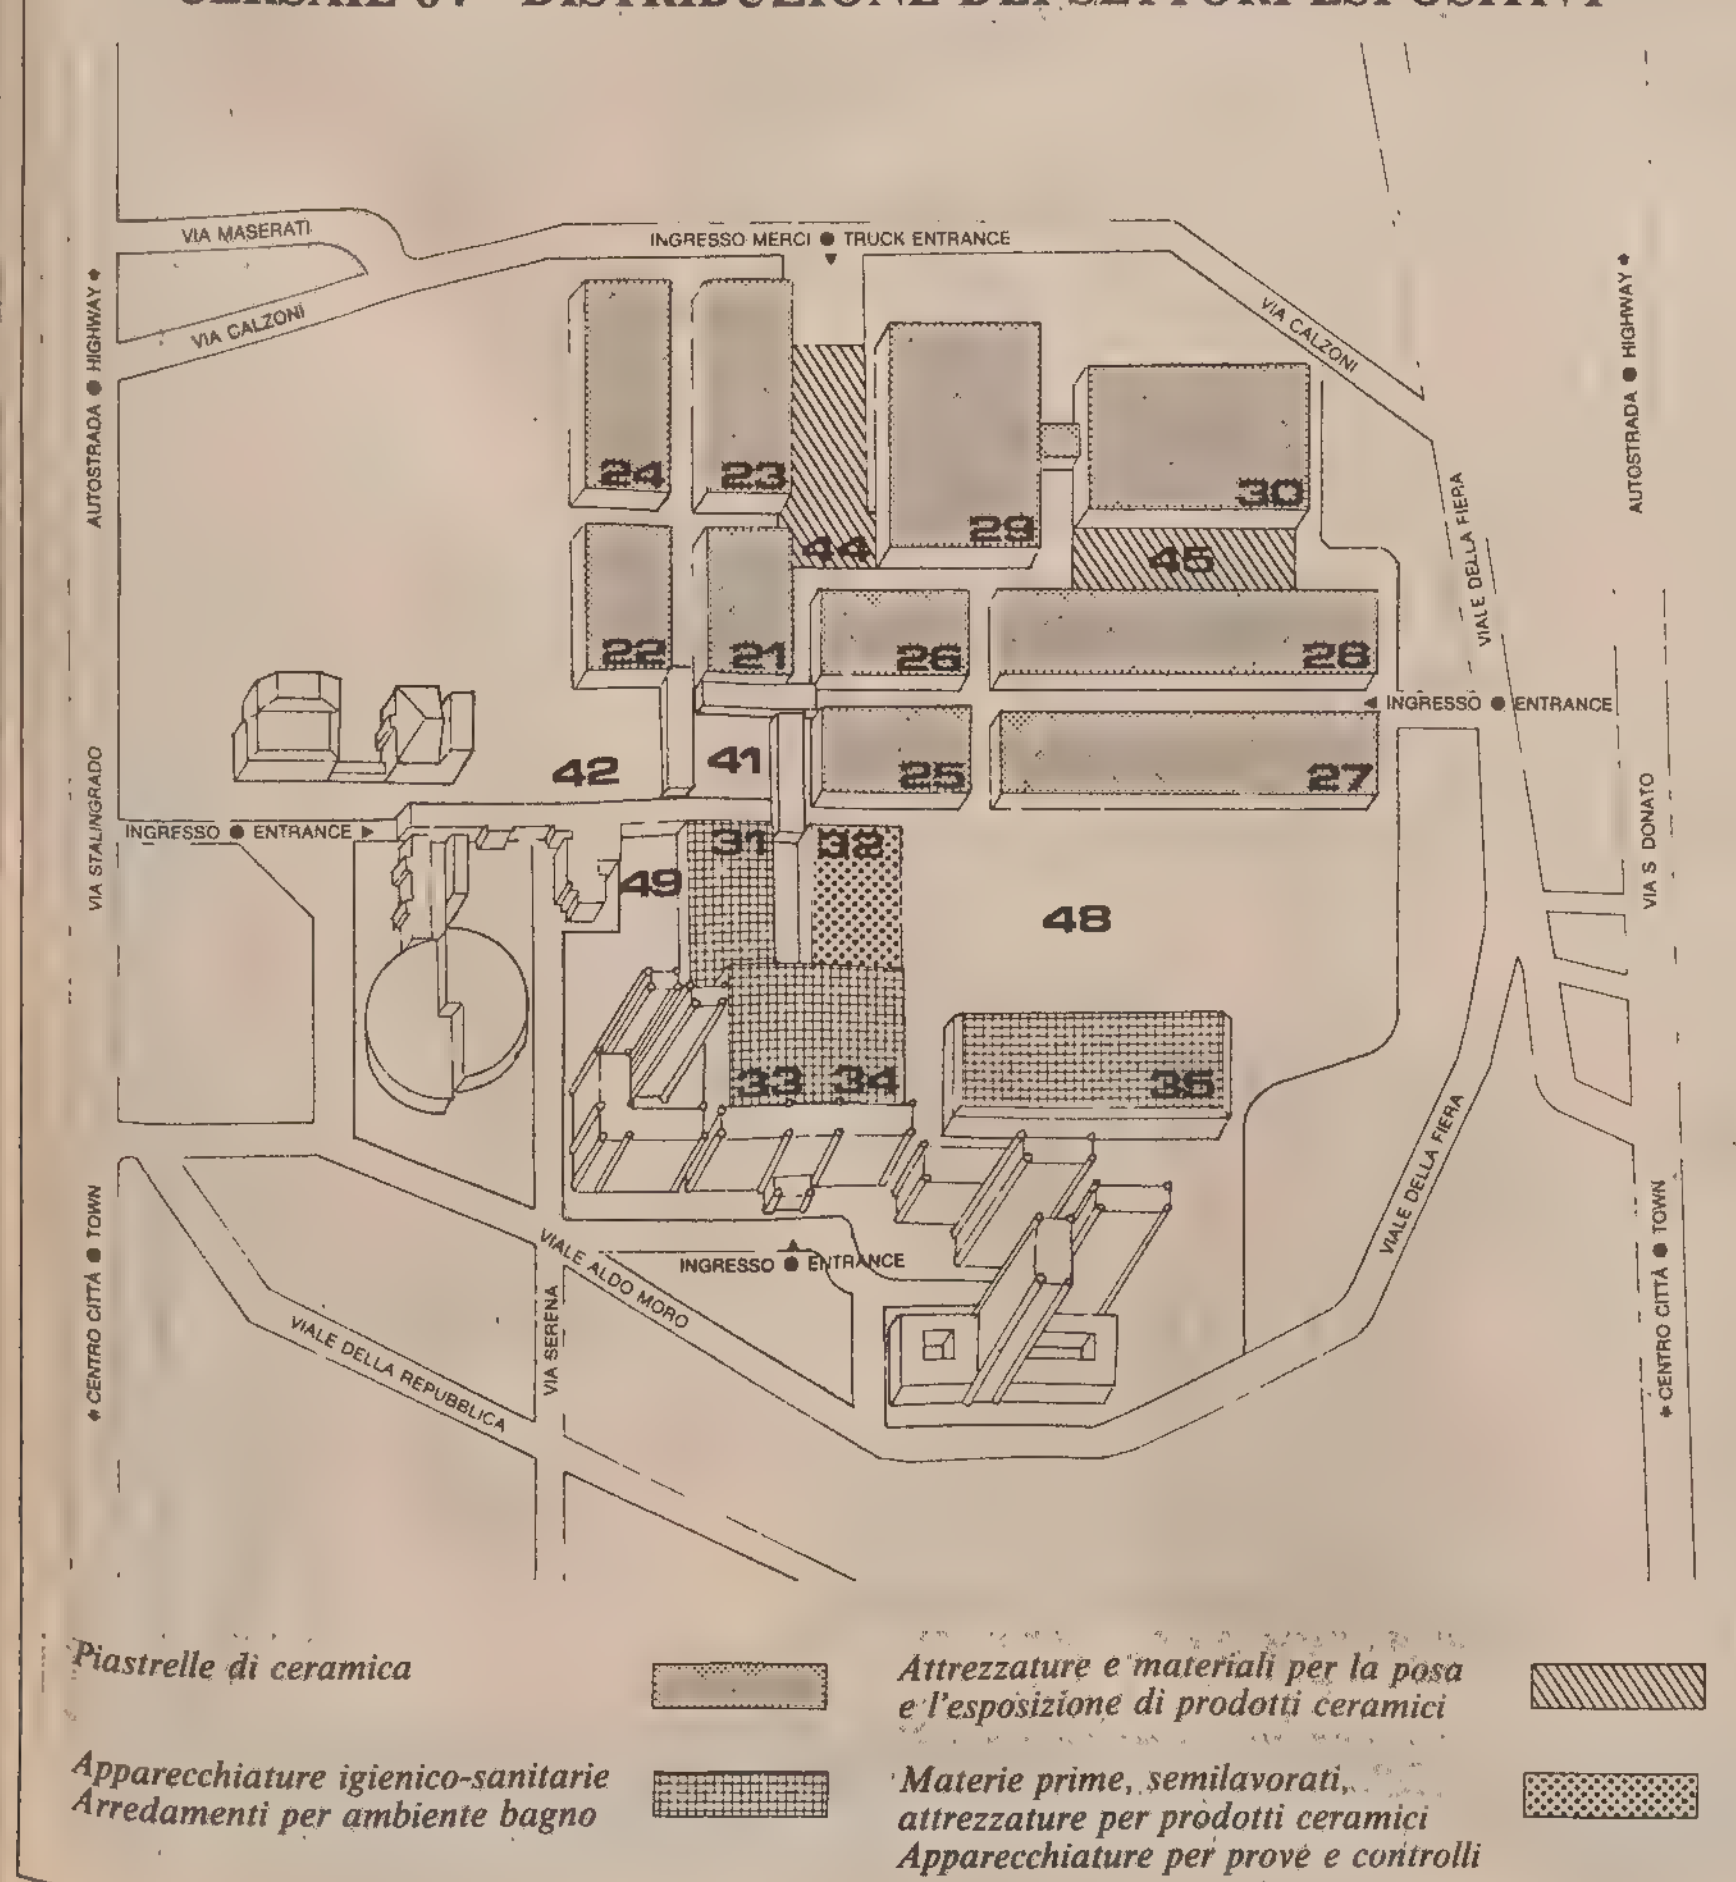 DISTRIBUZIONE DEI SETTORI ESPOSITIVI
VIA MASERATI
INGRESSO MERCI ● TRUCK ENTRANCE
VIA CALZONI
VIA CALZONI
AUTOSTRADA ● HIGHWAY
AUTOSTRADA ● HIGHWAY
24
23
29
30
44
45
VIALE DELLA FIERA
22
21
26
28
INGRESSO ● ENTRANCE
42
41
25
27
VIA STALINGRADO
INGRESSO ● ENTRANCE
VIA S DONATO
31
32
49
48
33
34
35
VIALE DELLA FIERA
CENTRO CITTÀ ● TOWN
CENTRO CITTÀ ● TOWN
INGRESSO ● ENTRANCE
VIALE ALDO MORO
VIA SERENA
VIALE DELLA REPUBBLICA
Piastrelle di ceramica
Attrezzature e materiali per la posa
e l'esposizione di prodotti ceramici
Apparecchiature igienico-sanitarie
Arredamenti per ambiente bagno
Materie prime, semilavorati,
attrezzature per prodotti ceramici
Apparecchiature per prove e controlli